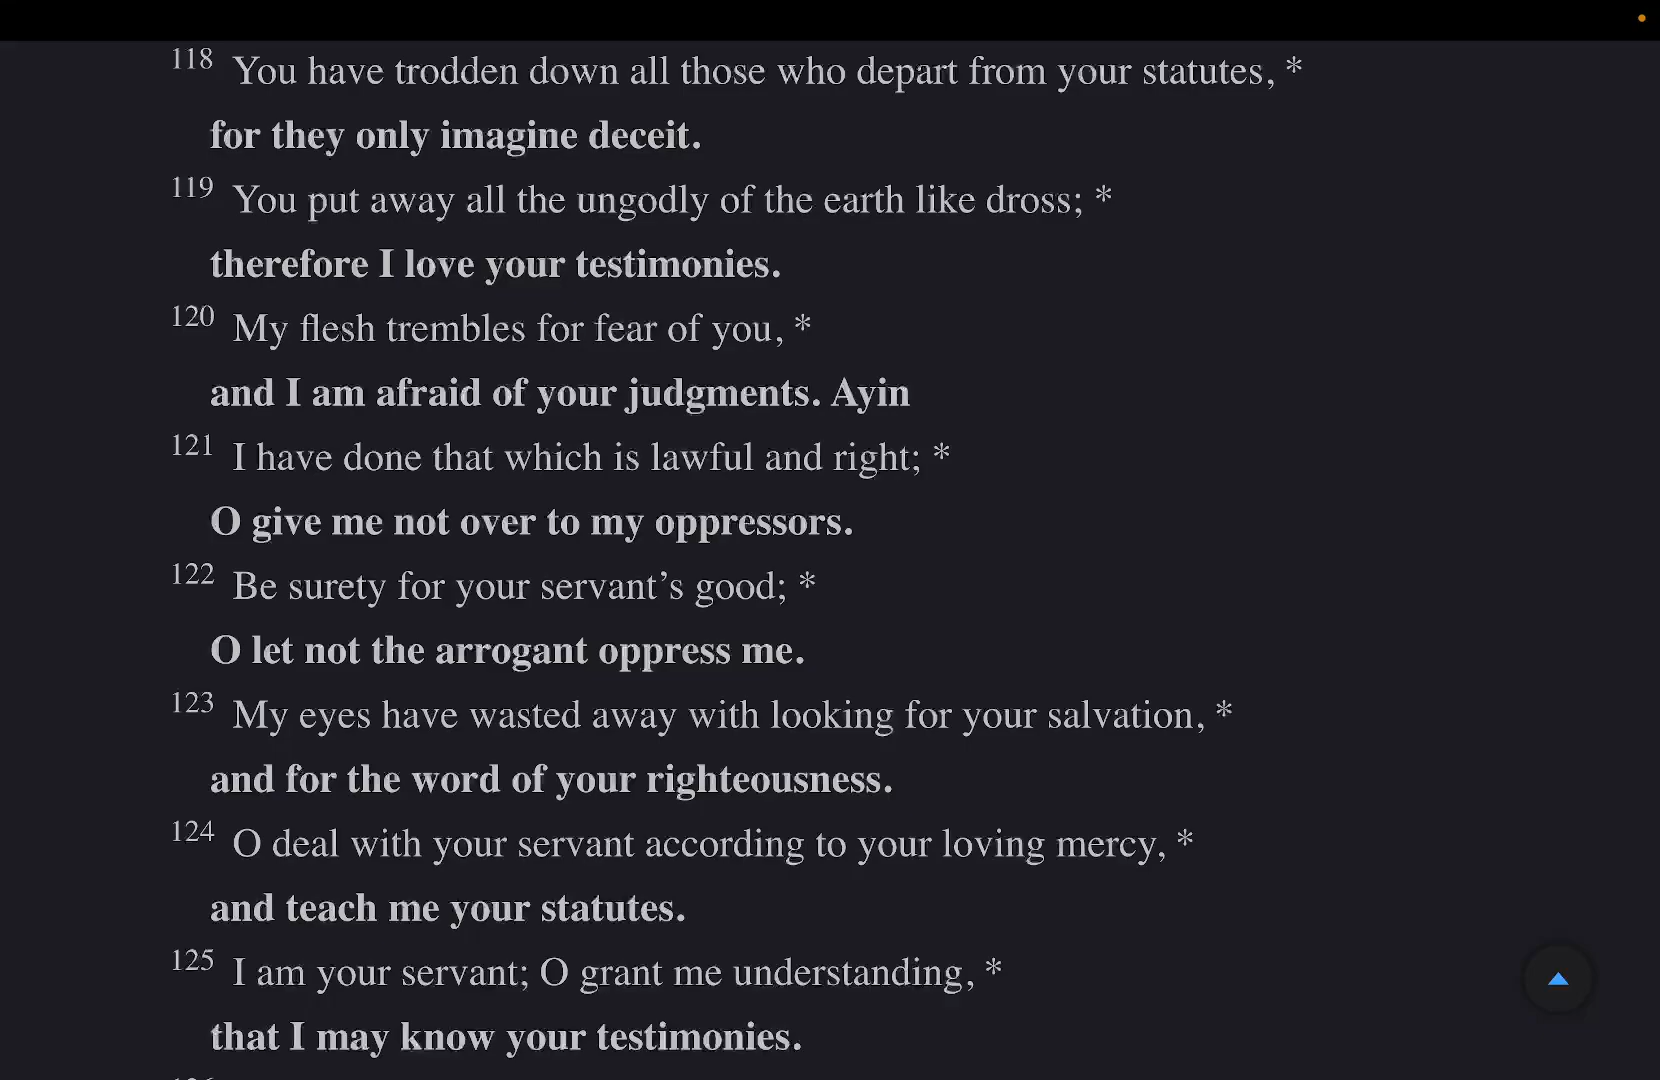 118 You have trodden down all those who depart from your statutes, *
for they only imagine deceit.
119 You put away all the ungodly of the earth like dross; *
therefore I love your testimonies.
120 My flesh trembles for fear of you, *
and I am afraid of your judgments. Ayin
121 I have done that which is lawful and right; *
O give me not over to my oppressors.
122 Be surety for your servant’s good; *
O let not the arrogant oppress me.
123 My eyes have wasted away with looking for your salvation, *
and for the word of your righteousness.
124 O deal with your servant according to your loving mercy, *
and teach me your statutes.
125 I am your servant; O grant me understanding, *
that I may know your testimonies.